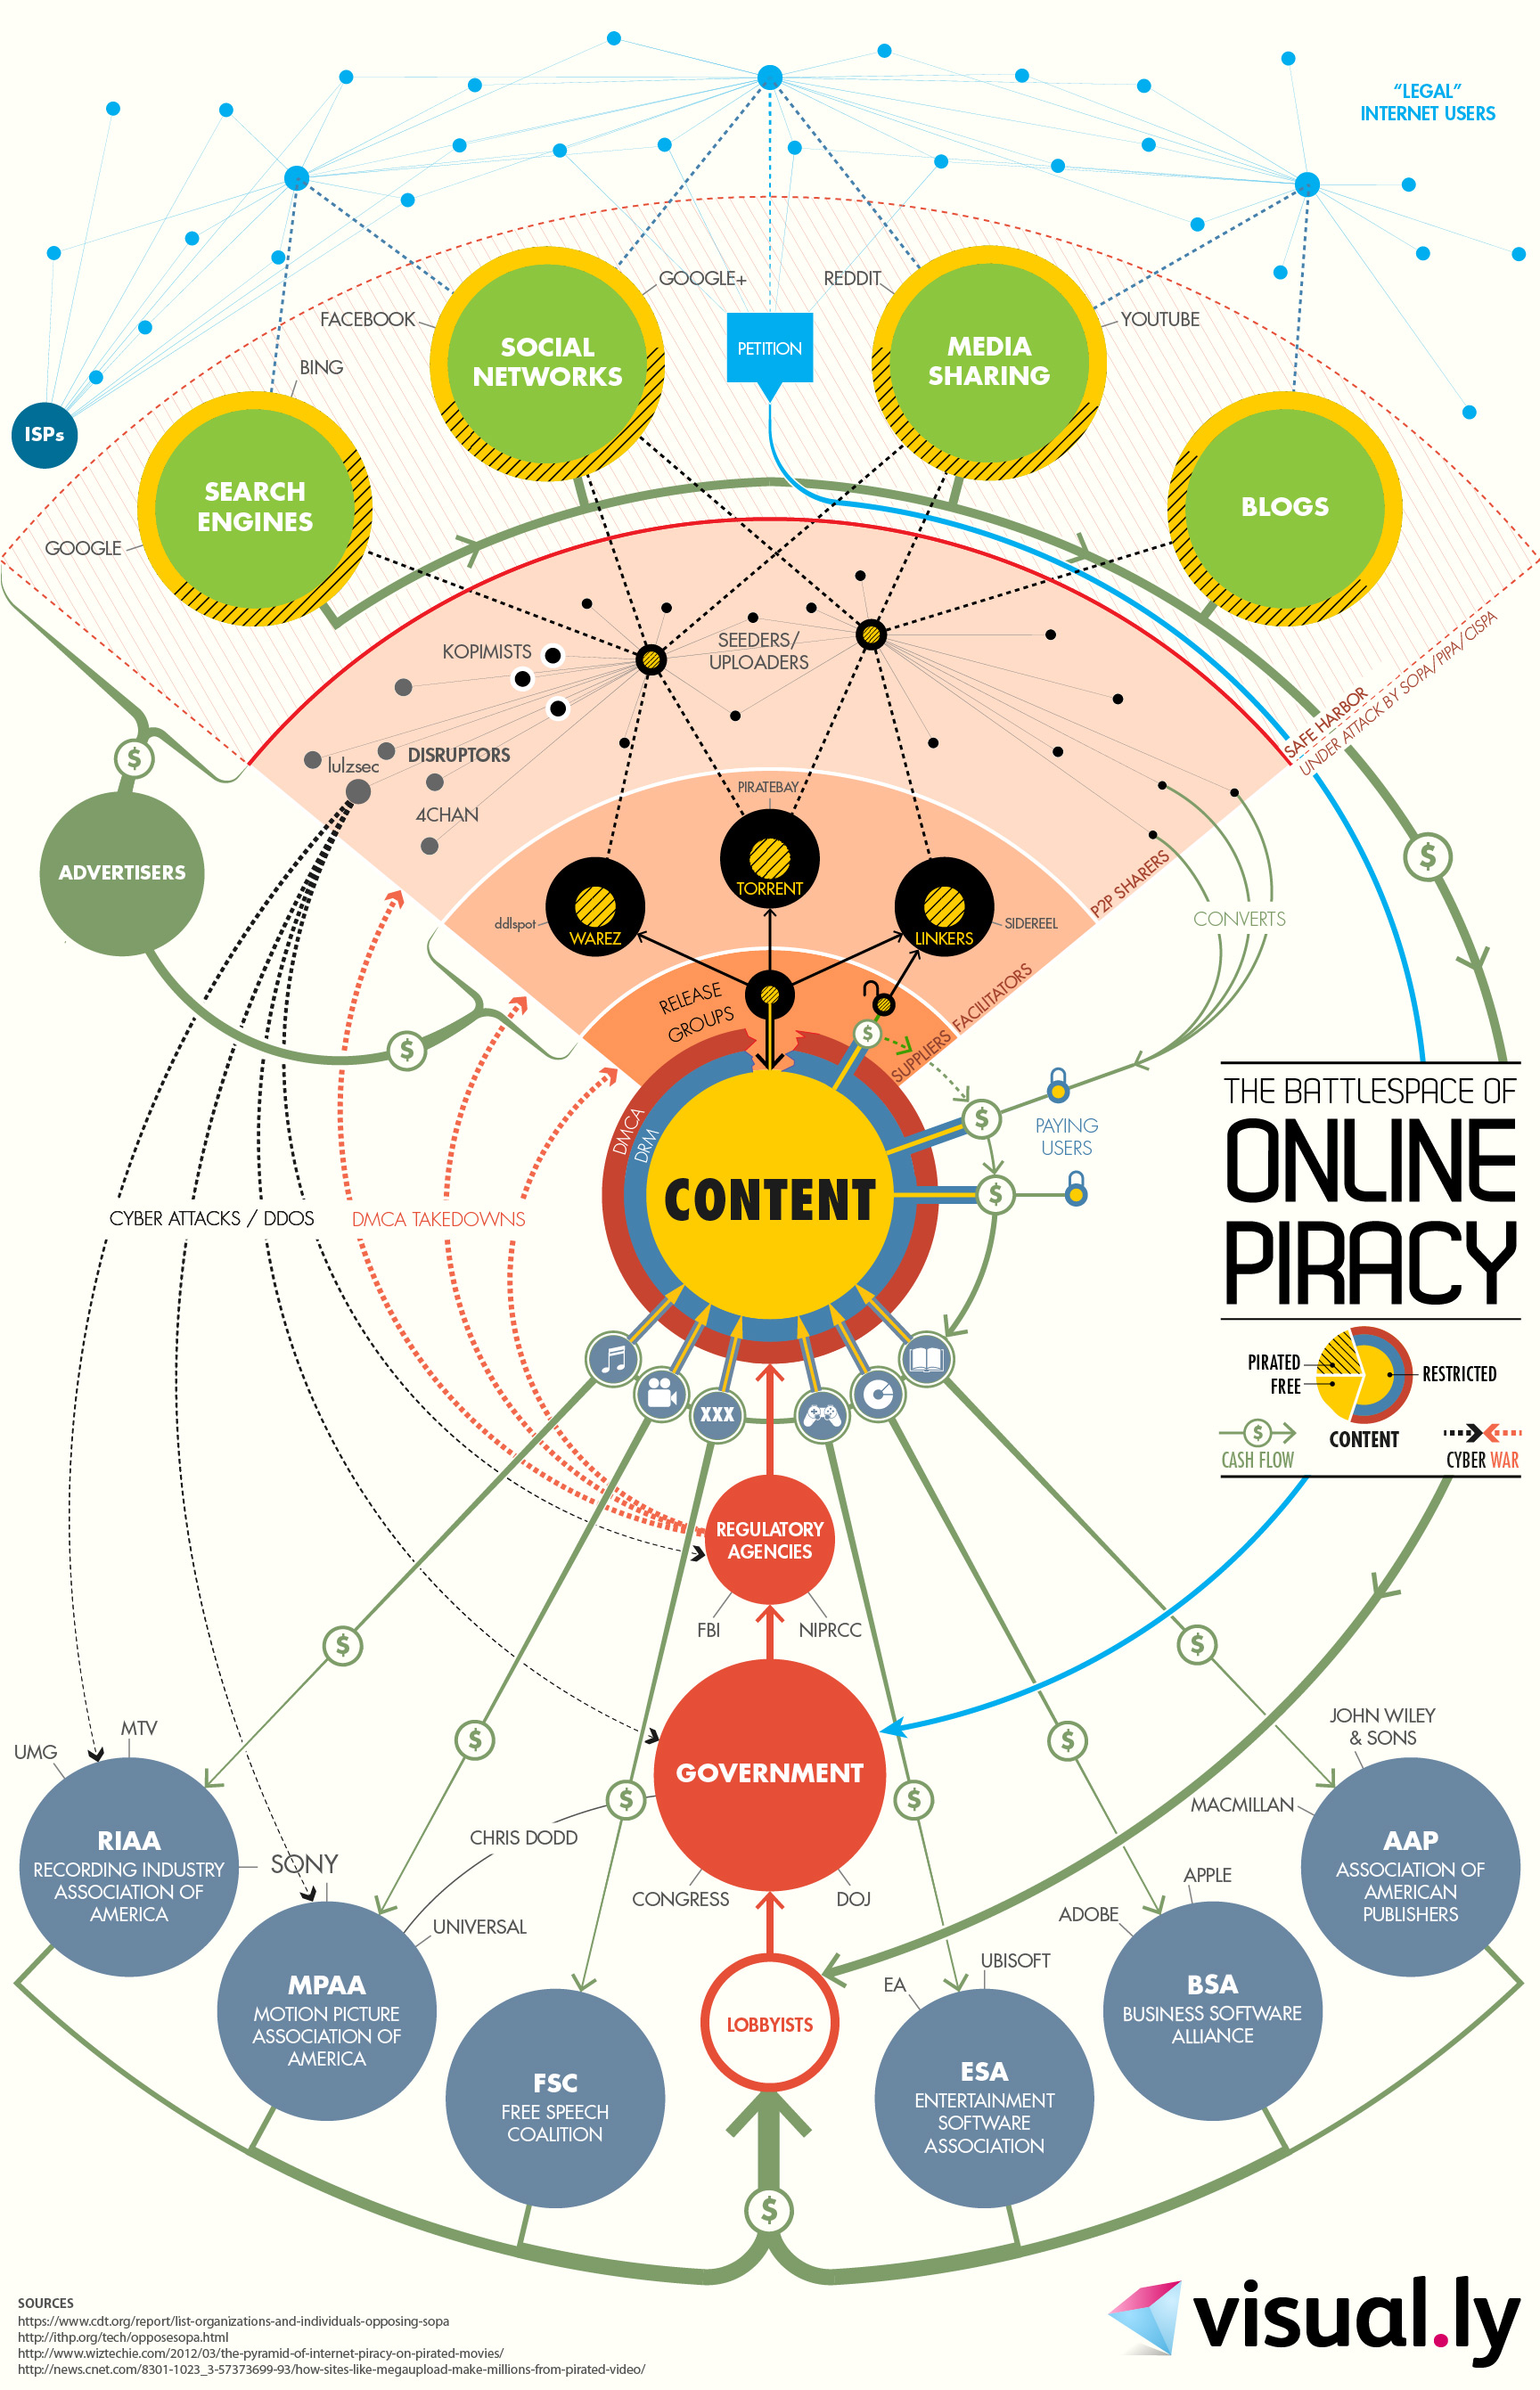 “LEGAL”
INTERNET USERS
GOOGLE+
REDDIT
FACEBOOK
YOUTUBE
SOCIAL
NETWORKS
PETITION
MEDIA
SHARING
BING
ISPs
SEARCH
ENGINES
BLOGS
GOOGLE
KOPIMISTS
SEEDERS/
UPLOADERS
SAFE HARBOR
UNDER ATTACK BY SOPA/PIPA/CISPA
DISRUPTORS
lulzsec
4CHAN
PIRATEBAY
ADVERTISERS
$
$
TORRENT
P2P SHARERS
CONVERTS
ddlspot
WAREZ
LINKERS
SIDEREEL
RELEASE
GROUPS
FACILITATORS
SUPPLIERS
$
$
$
DMCA
DRM
PAYING
USERS
$
CONTENT
CYBER ATTACKS / DDOS
DMCA TAKEDOWNS
THE BATTLESPACE OF
ONLINE
PIRACY
PIRATED
FREE
RESTRICTED
CONTENT
$
CASH FLOW
CYBER WAR
XXX
REGULATORY
AGENCIES
FBI
NIPRCC
$
$
$
$
$
$
GOVERNMENT
CHRIS DODD
CONGRESS
DOJ
UMG
MTV
RIAA
RECORDING INDUSTRY
ASSOCIATION OF
AMERICA
SONY
UNIVERSAL
MPAA
MOTION PICTURE
ASSOCIATION OF
AMERICA
FSC
FREE SPEECH
COALITION
LOBBYISTS
EA
UBISOFT
ESA
ENTERTAINMENT
SOFTWARE
ASSOCIATION
ADOBE
APPLE
BSA
BUSINESS SOFTWARE
ALLIANCE
JOHN WILEY
& SONS
MACMILLAN
AAP
ASSOCIATION OF
AMERICAN
PUBLISHERS
$
SOURCES
https://www.cdt.org/report/list-organizations-and-individuals-opposing-sopa
http://ithp.org/tech/opposesopa.html
http://www.wiztechie.com/2012/03/the-pyramid-of-internet-piracy-on-pirated-movies/
http://news.cnet.com/8301-1023_3-57373699-93/how-sites-like-megaupload-make-millions-from-pirated-video/
visual.ly